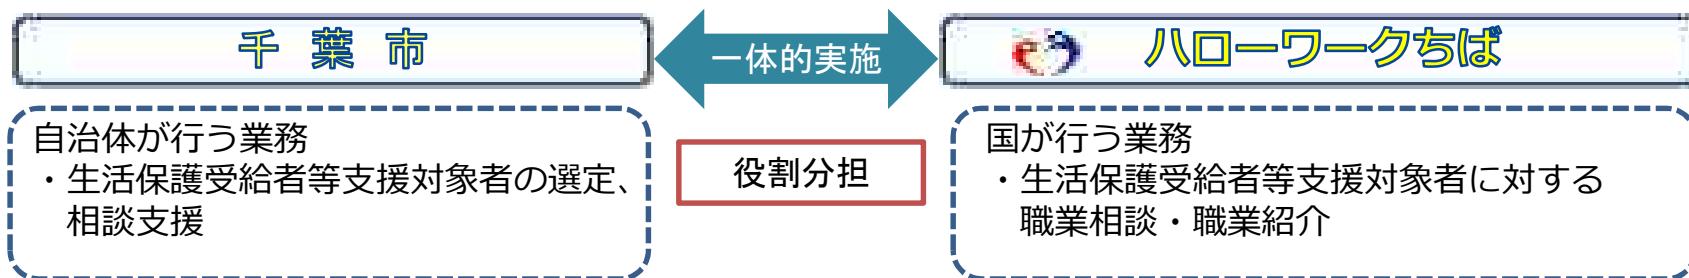 千葉市
一体的実施
ハローワークちば
自治体が行う業務
・生活保護受給者等支援対象者の選定、
相談支援
役割分担
国が行う業務
・生活保護受給者等支援対象者に対する
職業相談・職業紹介